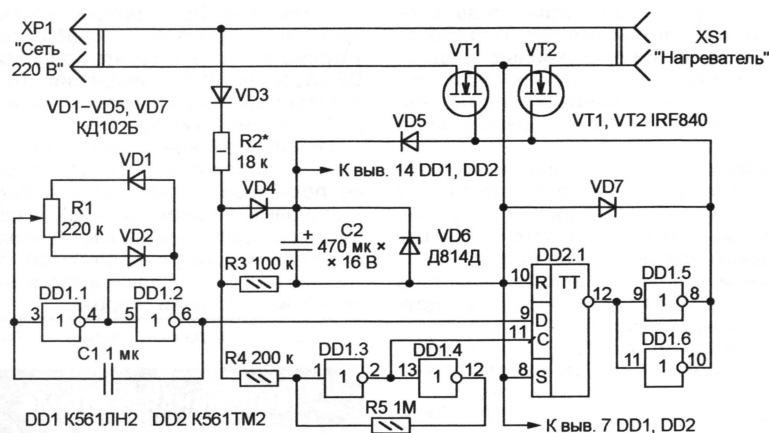 XP1
"Сеть
220 В"
XS1
"Нагреватель"
VT1
VT2
VT1, VT2 IRF840
VD1–VD5, VD7
КД102Б
VD3
R2*
18 к
VD5
К выв. 14 DD1, DD2
VD1
R1
220 к
VD2
VD4
C2
+
470 мк ×
× 16 В
VD6
Д814Д
VD7
R3 100 к
DD2.1
10 R TT
9 D
11 C
8 S
12
DD1.5
9 1 8
DD1.6
11 1 10
DD1.1
3 1 4
DD1.2
5 1 6
C1 1 мк
R4 200 к
DD1.3
1 1 2
DD1.4
13 1 12
R5 1М
DD1 К561ЛН2
DD2 К561ТМ2
К выв. 7 DD1, DD2